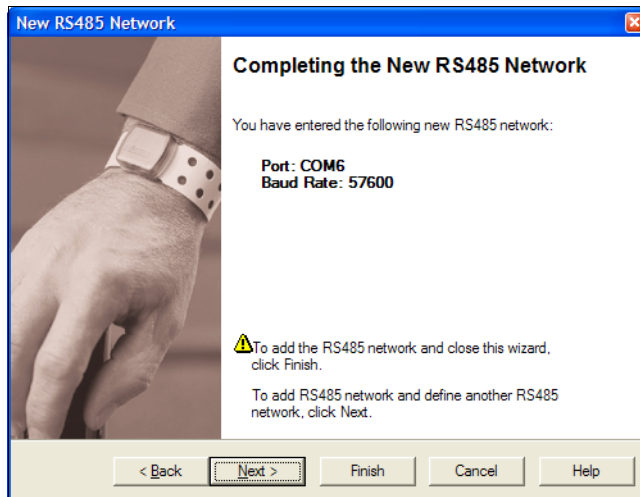 New RS485 Network
Completing the New RS485 Network
You have entered the following new RS485 network:
Port: COM6
Baud Rate: 57600
To add the RS485 network and close this wizard,
click Finish.
To add RS485 network and define another RS485
network, click Next.
< Back
Next >
Finish
Cancel
Help